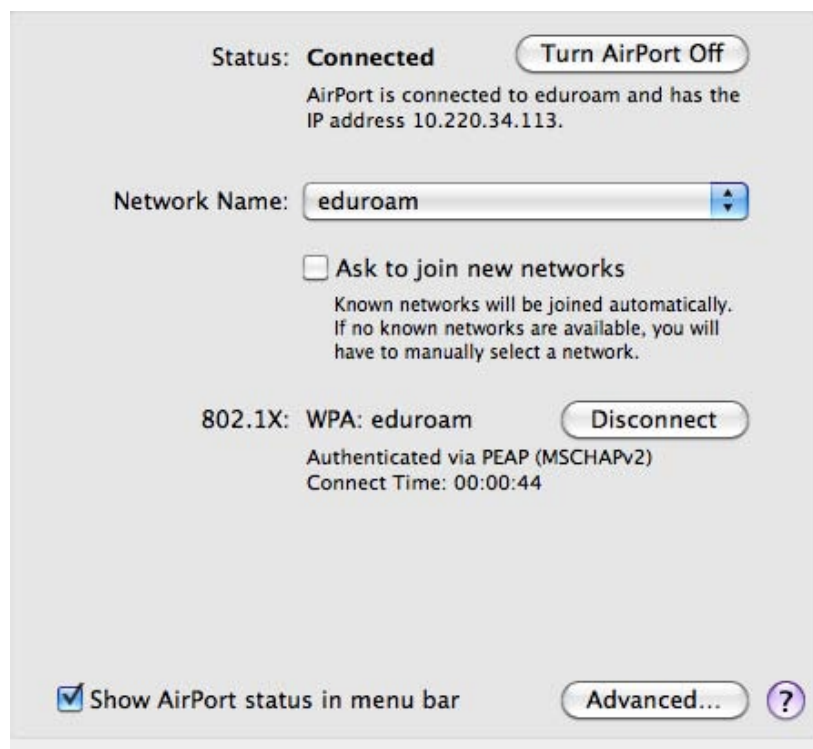 Status: Connected Turn AirPort Off
AirPort is connected to eduroam and has the
IP address 10.220.34.113.
Network Name: eduroam
Ask to join new networks
Known networks will be joined automatically.
If no known networks are available, you will
have to manually select a network.
802.1X: WPA: eduroam Disconnect
Authenticated via PEAP (MSCHAPv2)
Connect Time: 00:00:44
Show AirPort status in menu bar Advanced... ?